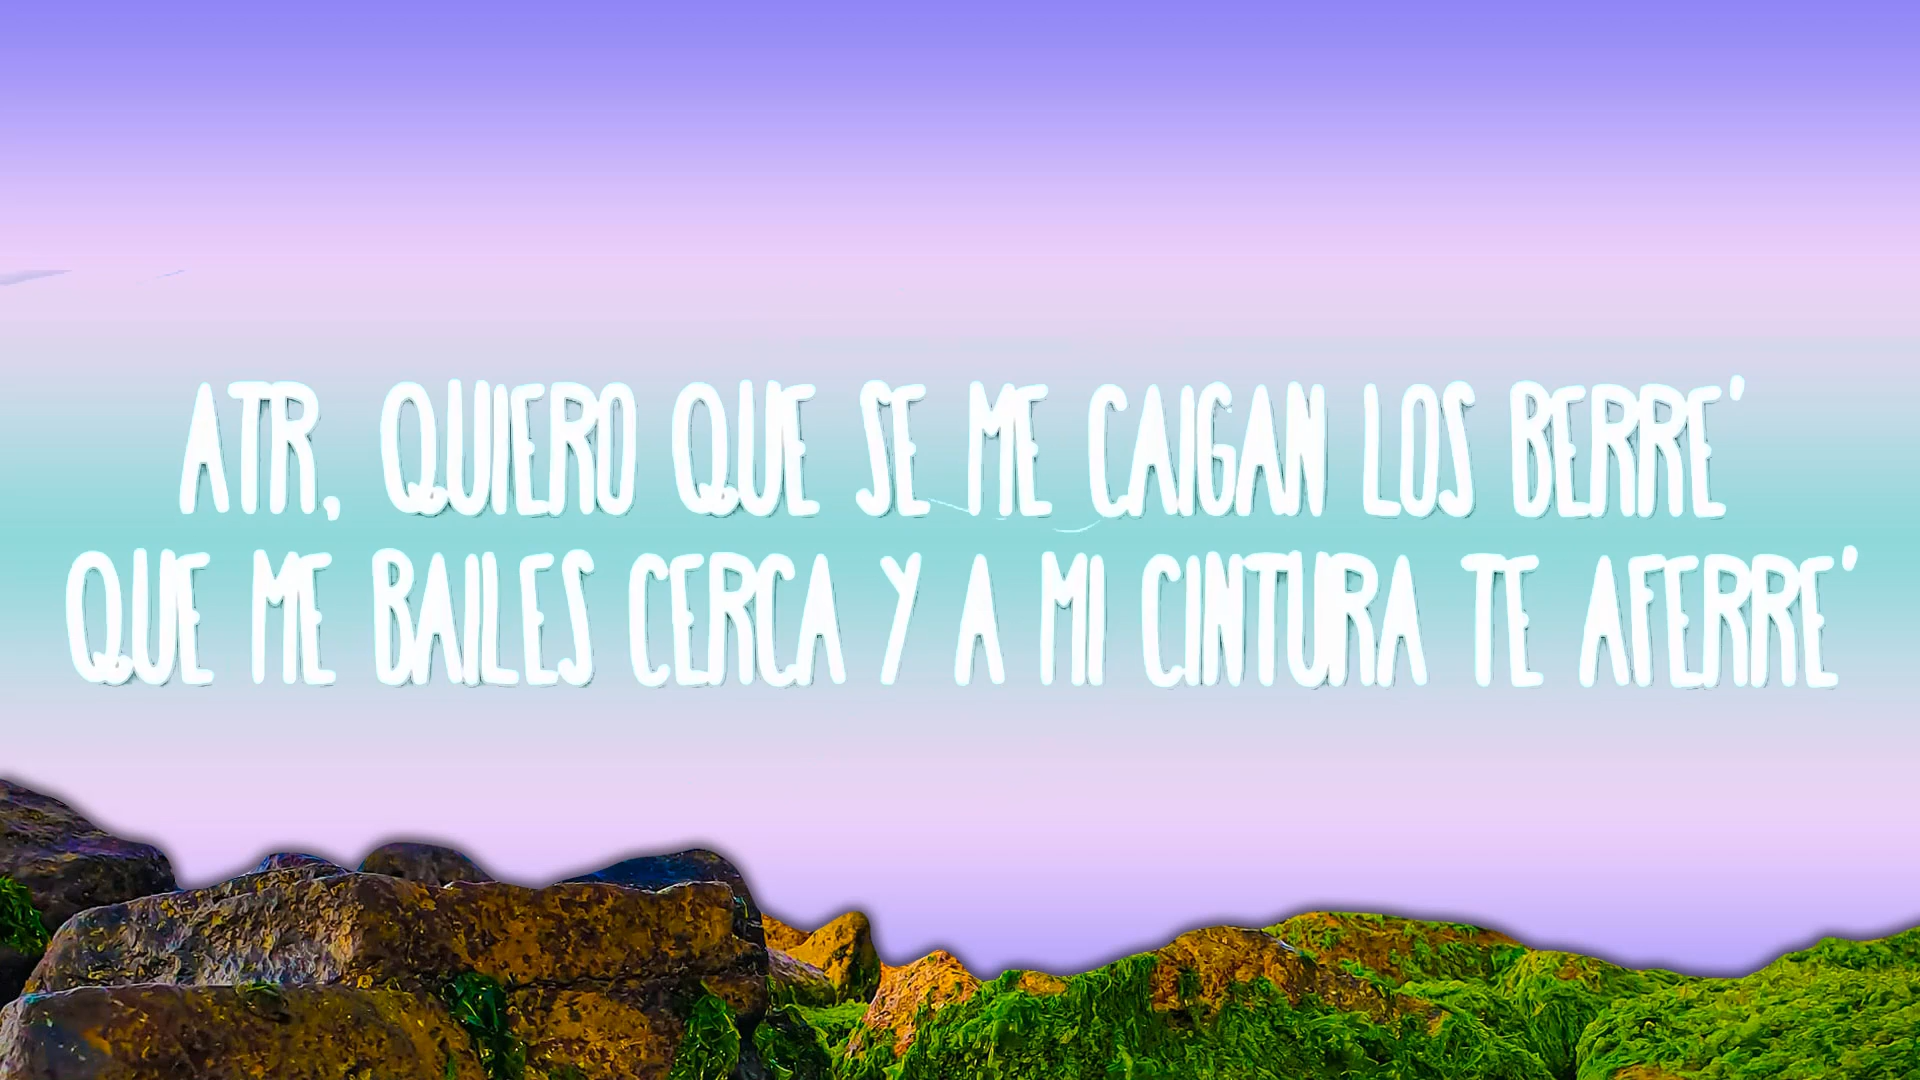 ATR, QUIERO QUE SE ME CAIGAN LOS BERRE'
QUE ME BAILES CERCA Y A MI CINTURA TE AFERRE'